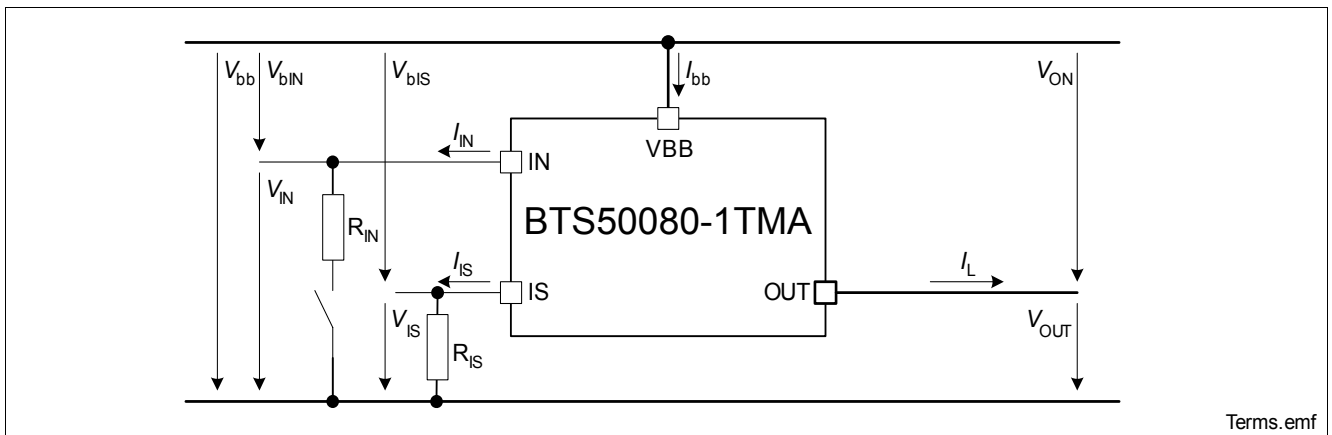 Vbb
VbIN
VbIS
Ibb
VON
IIN
IN
VBB
VIN
RIN
BTS50080-1TMA
IIS
IS
OUT
IL
VIS
RIS
VOUT
Terms.emf